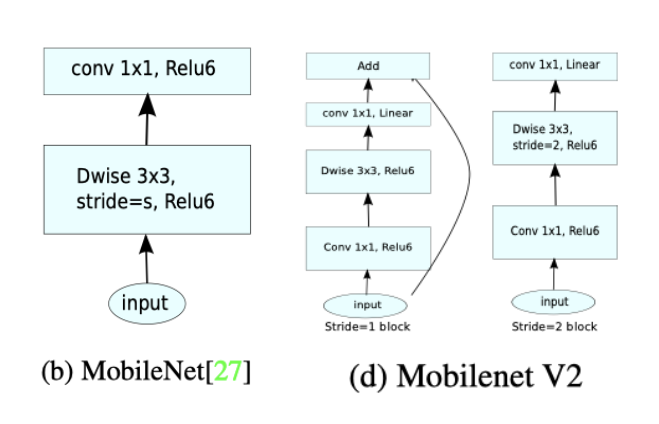 conv 1x1, Relu6
Dwise 3x3,
stride=s, Relu6
input
(b) MobileNet[27]
Add
conv 1x1, Linear
Dwise 3x3, Relu6
Conv 1x1, Relu6
input
Stride=1 block
conv 1x1, Linear
Dwise 3x3,
stride=2, Relu6
Conv 1x1, Relu6
input
Stride=2 block
(d) Mobilenet V2